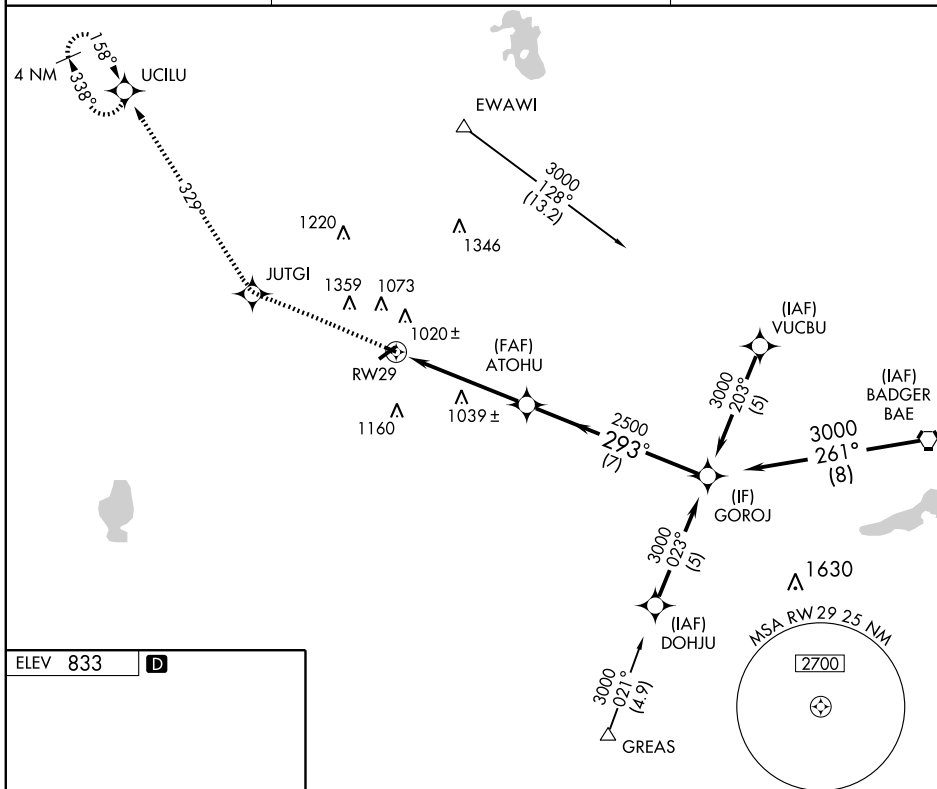 158°
4 NM
338°
UCILU
EWAWI
3000
128°
(13.2)
329°
1220
1346
JUTGI
1359
1073
1020 ±
RW29
(FAF)
ATOHU
(IAF)
VUCBU
3000
203°
(5)
(IAF)
BADGER
BAE
1160
1039 ±
2500
293°
(7)
3000
261°
(8)
(IF)
GOROJ
3000
023°
(5)
1630
(IAF)
DOHJU
MSA RW 29 25 NM
2700
ELEV 833
D
3000
021°
(4.9)
GREAS